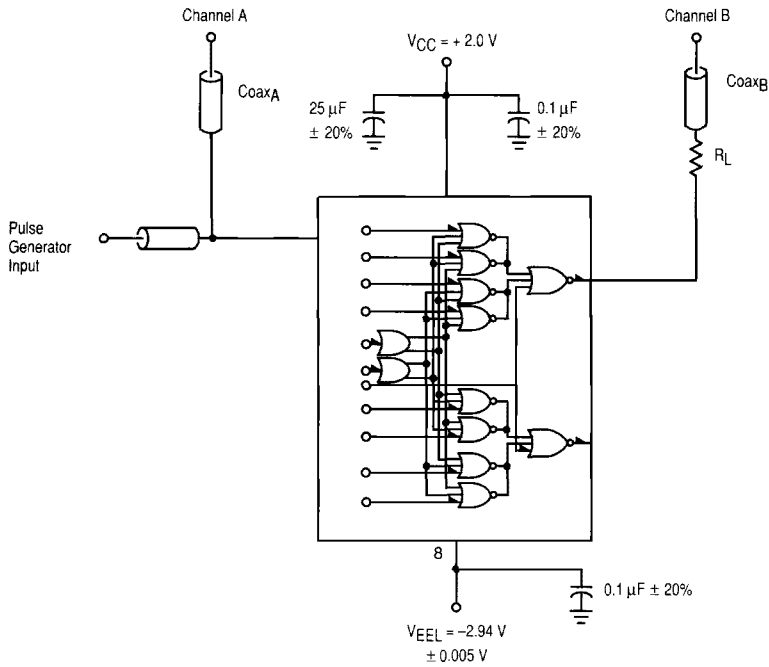 Channel A
Channel B
VCC = + 2.0 V
CoaxA
CoaxB
25 μF
± 20%
0.1 μF
± 20%
RL
Pulse
Generator
Input
8
0.1 μF ± 20%
VEEL = –2.94 V
± 0.005 V